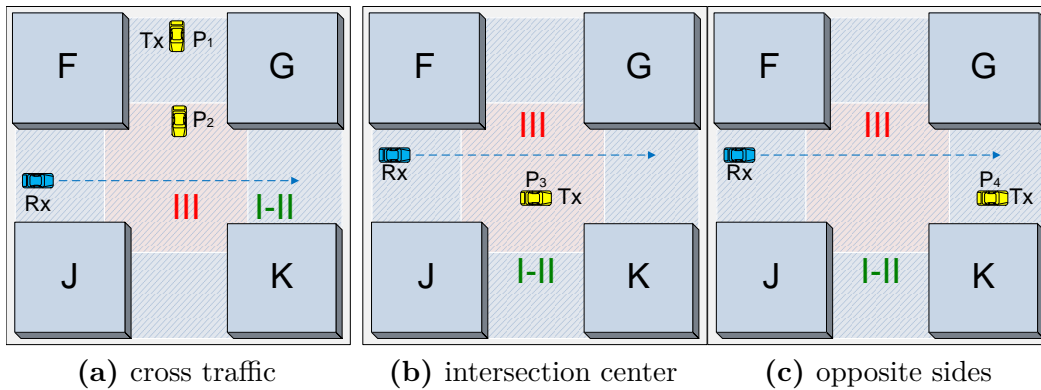 F
Tx P₁
G
P₂
Rx
III
I-II
J
K
(a) cross traffic
F
G
III
Rx
P₃
Tx
I-II
J
K
(b) intersection center
F
G
III
Rx
P₄
Tx
I-II
J
K
(c) opposite sides